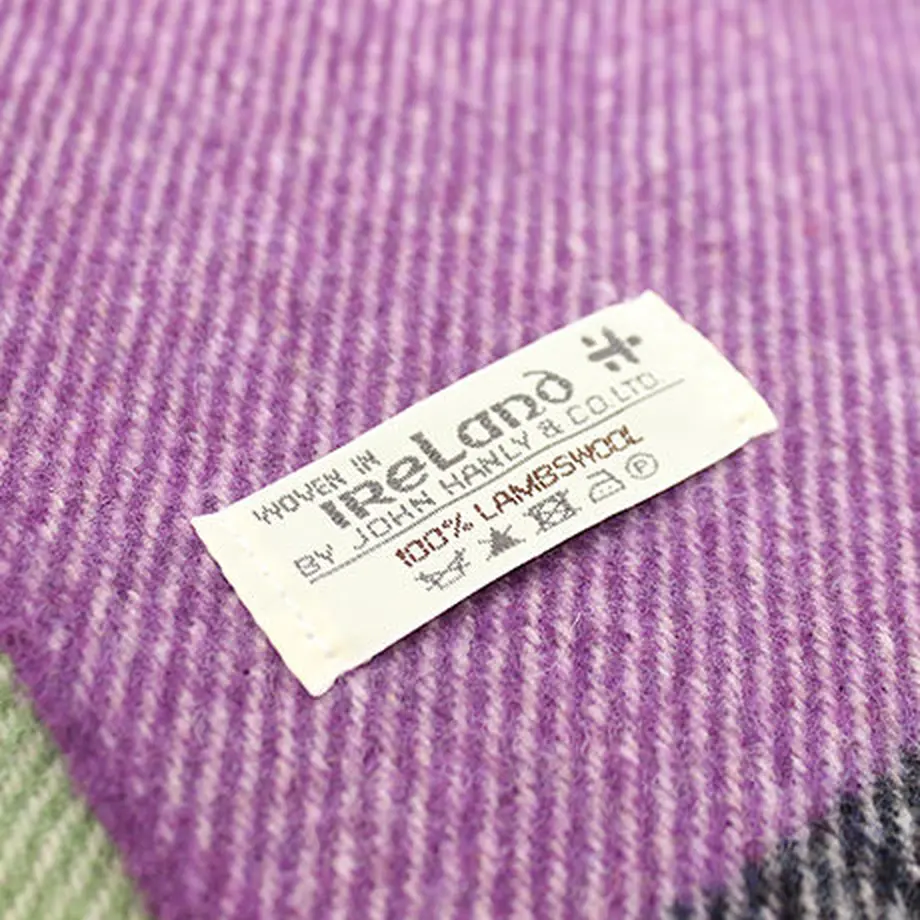 WOVEN IN
IRELAND
BY JOHN HANLY & CO.LTD.
100% LAMBSWOOL
P